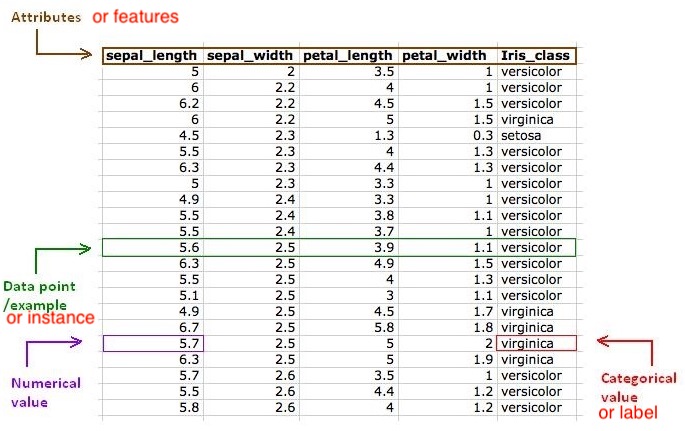 Attributes or features
sepal_length sepal_width petal_length petal_width Iris_class
5 2 3.5 1 versicolor
6 2.2 4 1 versicolor
6.2 2.2 4.5 1.5 versicolor
6 2.2 5 1.5 virginica
4.5 2.3 1.3 0.3 setosa
5.5 2.3 4 1.3 versicolor
6.3 2.3 4.4 1.3 versicolor
5 2.3 3.3 1 versicolor
4.9 2.4 3.3 1 versicolor
5.5 2.4 3.8 1.1 versicolor
5.5 2.4 3.7 1 versicolor
5.6 2.5 3.9 1.1 versicolor
6.3 2.5 4.9 1.5 versicolor
5.5 2.5 4 1.3 versicolor
5.1 2.5 3 1.1 versicolor
4.9 2.5 4.5 1.7 virginica
6.7 2.5 5.8 1.8 virginica
5.7 2.5 5 2 virginica
6.3 2.5 5 1.9 virginica
5.7 2.6 3.5 1 versicolor
5.5 2.6 4.4 1.2 versicolor
5.8 2.6 4 1.2 versicolor
Data point
/example
or instance
Numerical
value
Categorical
value
or label